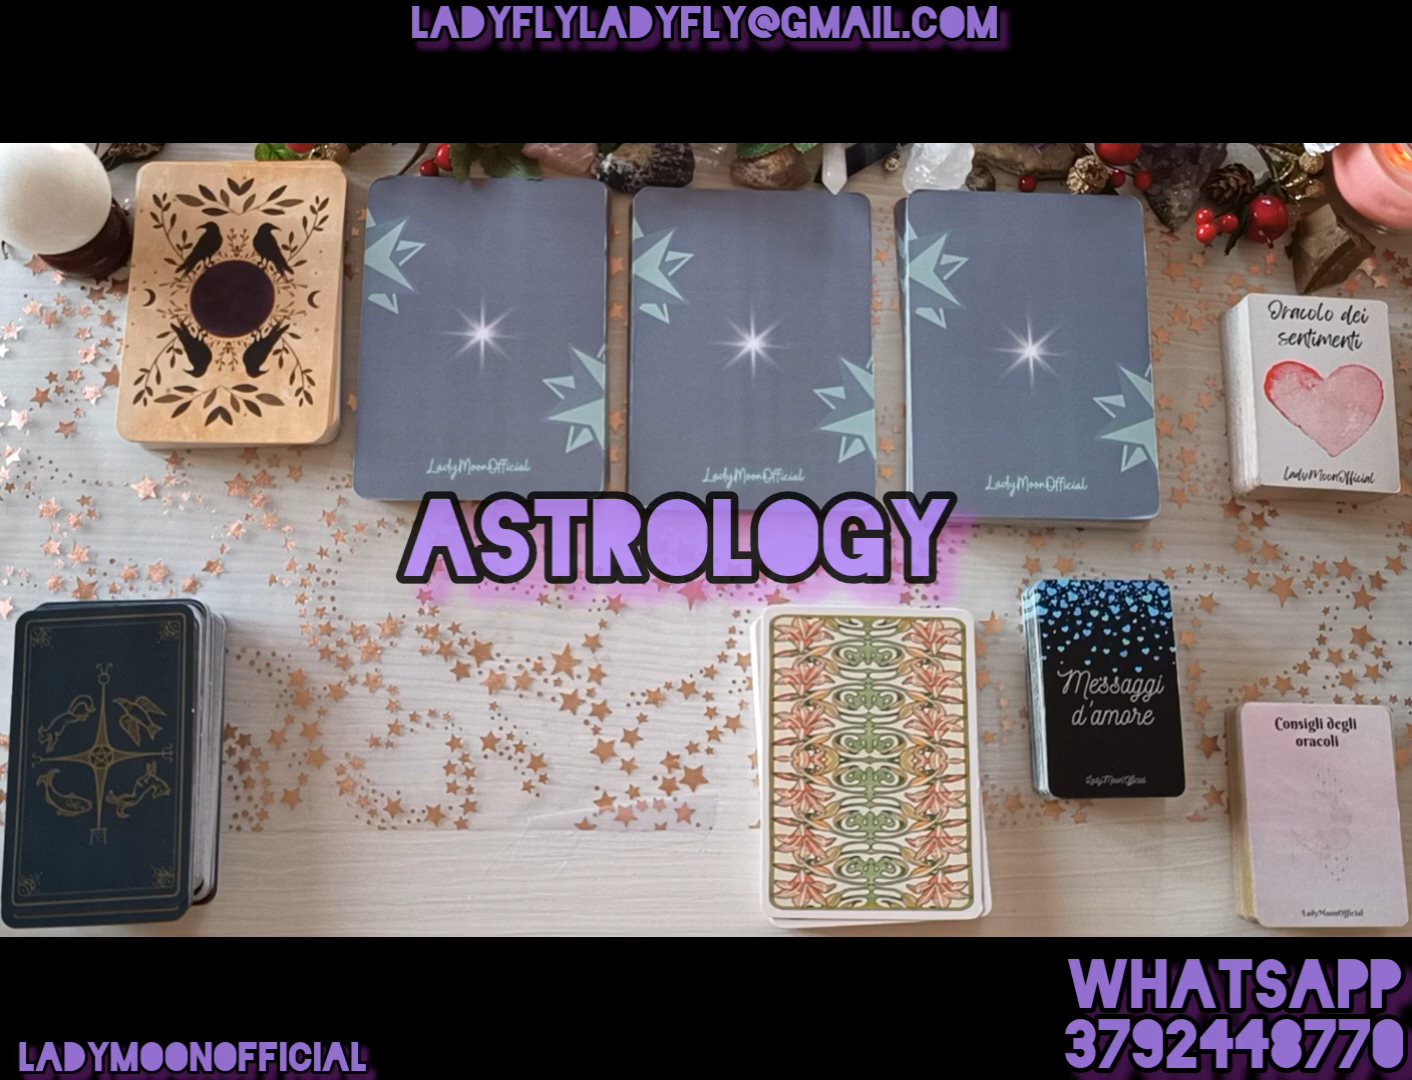 LADYFLYLADYFLY@GMAIL.COM
LadyMoonOfficial
LadyMoonOfficial
LadyMoonOfficial
Oracolo dei
sentimenti
LadyMoonOfficial
ASTROLOGY
Messaggi
d'amore
LadyMoonOfficial
Consigli degli
oracoli
LadyMoonOfficial
LADYMOONOFFICIAL
WHATSAPP
3792448770